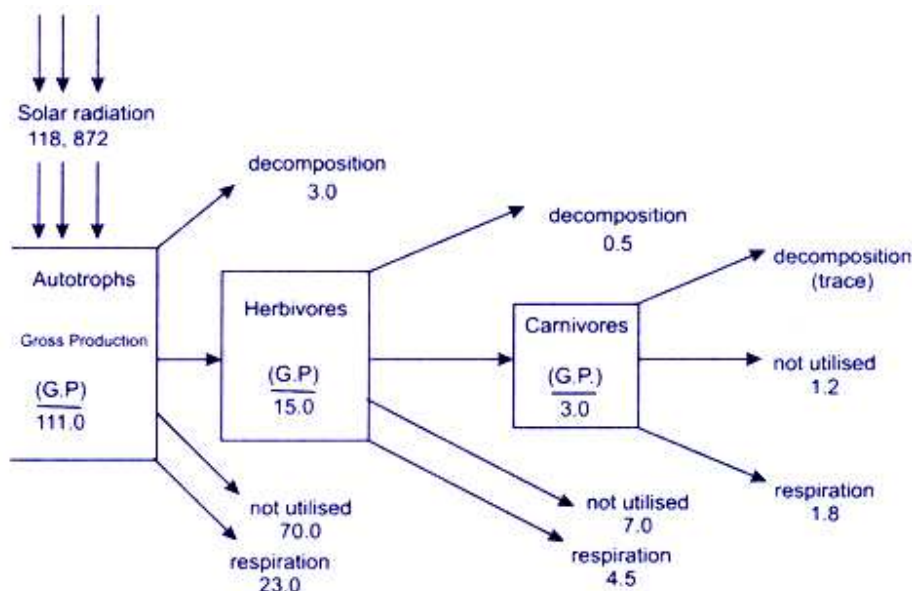 Solar radiation
118, 872
decomposition
3.0
decomposition
0.5
decomposition
(trace)
Autotrophs
Gross Production
(G.P)
111.0
Herbivores
(G.P)
15.0
Carnivores
(G.P.)
3.0
not utilised
1.2
not utilised
70.0
respiration
23.0
not utilised
7.0
respiration
4.5
respiration
1.8